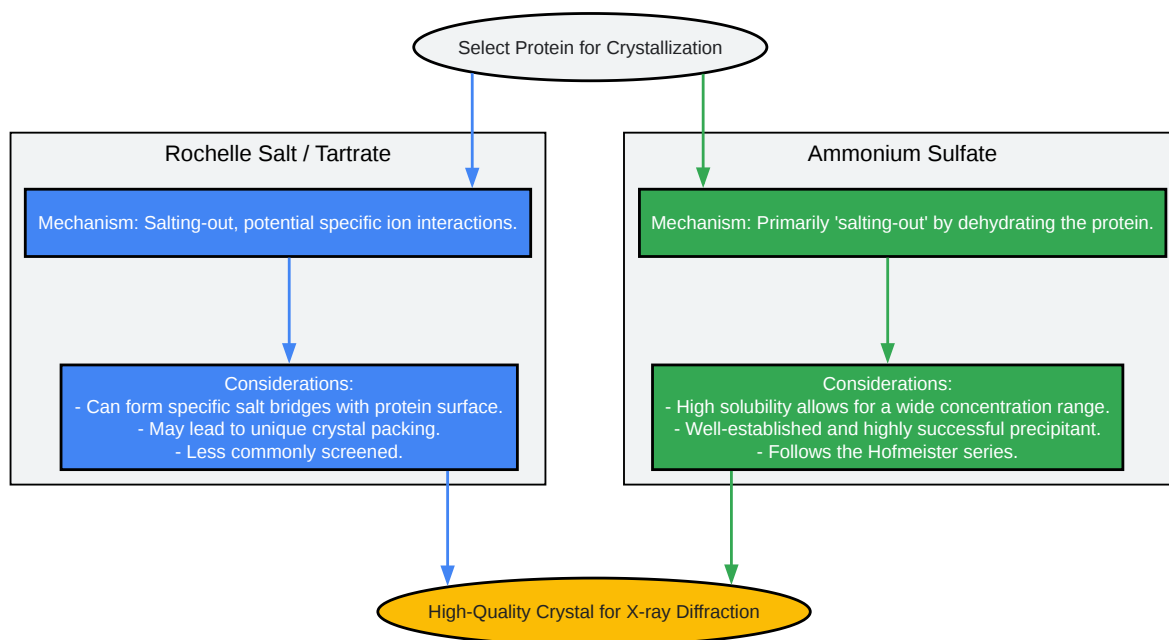 Select Protein for Crystallization
Rochelle Salt / Tartrate
Mechanism: Salting-out, potential specific ion interactions.
Considerations:
- Can form specific salt bridges with protein surface.
- May lead to unique crystal packing.
- Less commonly screened.
Ammonium Sulfate
Mechanism: Primarily 'salting-out' by dehydrating the protein.
Considerations:
- High solubility allows for a wide concentration range.
- Well-established and highly successful precipitant.
- Follows the Hofmeister series.
High-Quality Crystal for X-ray Diffraction